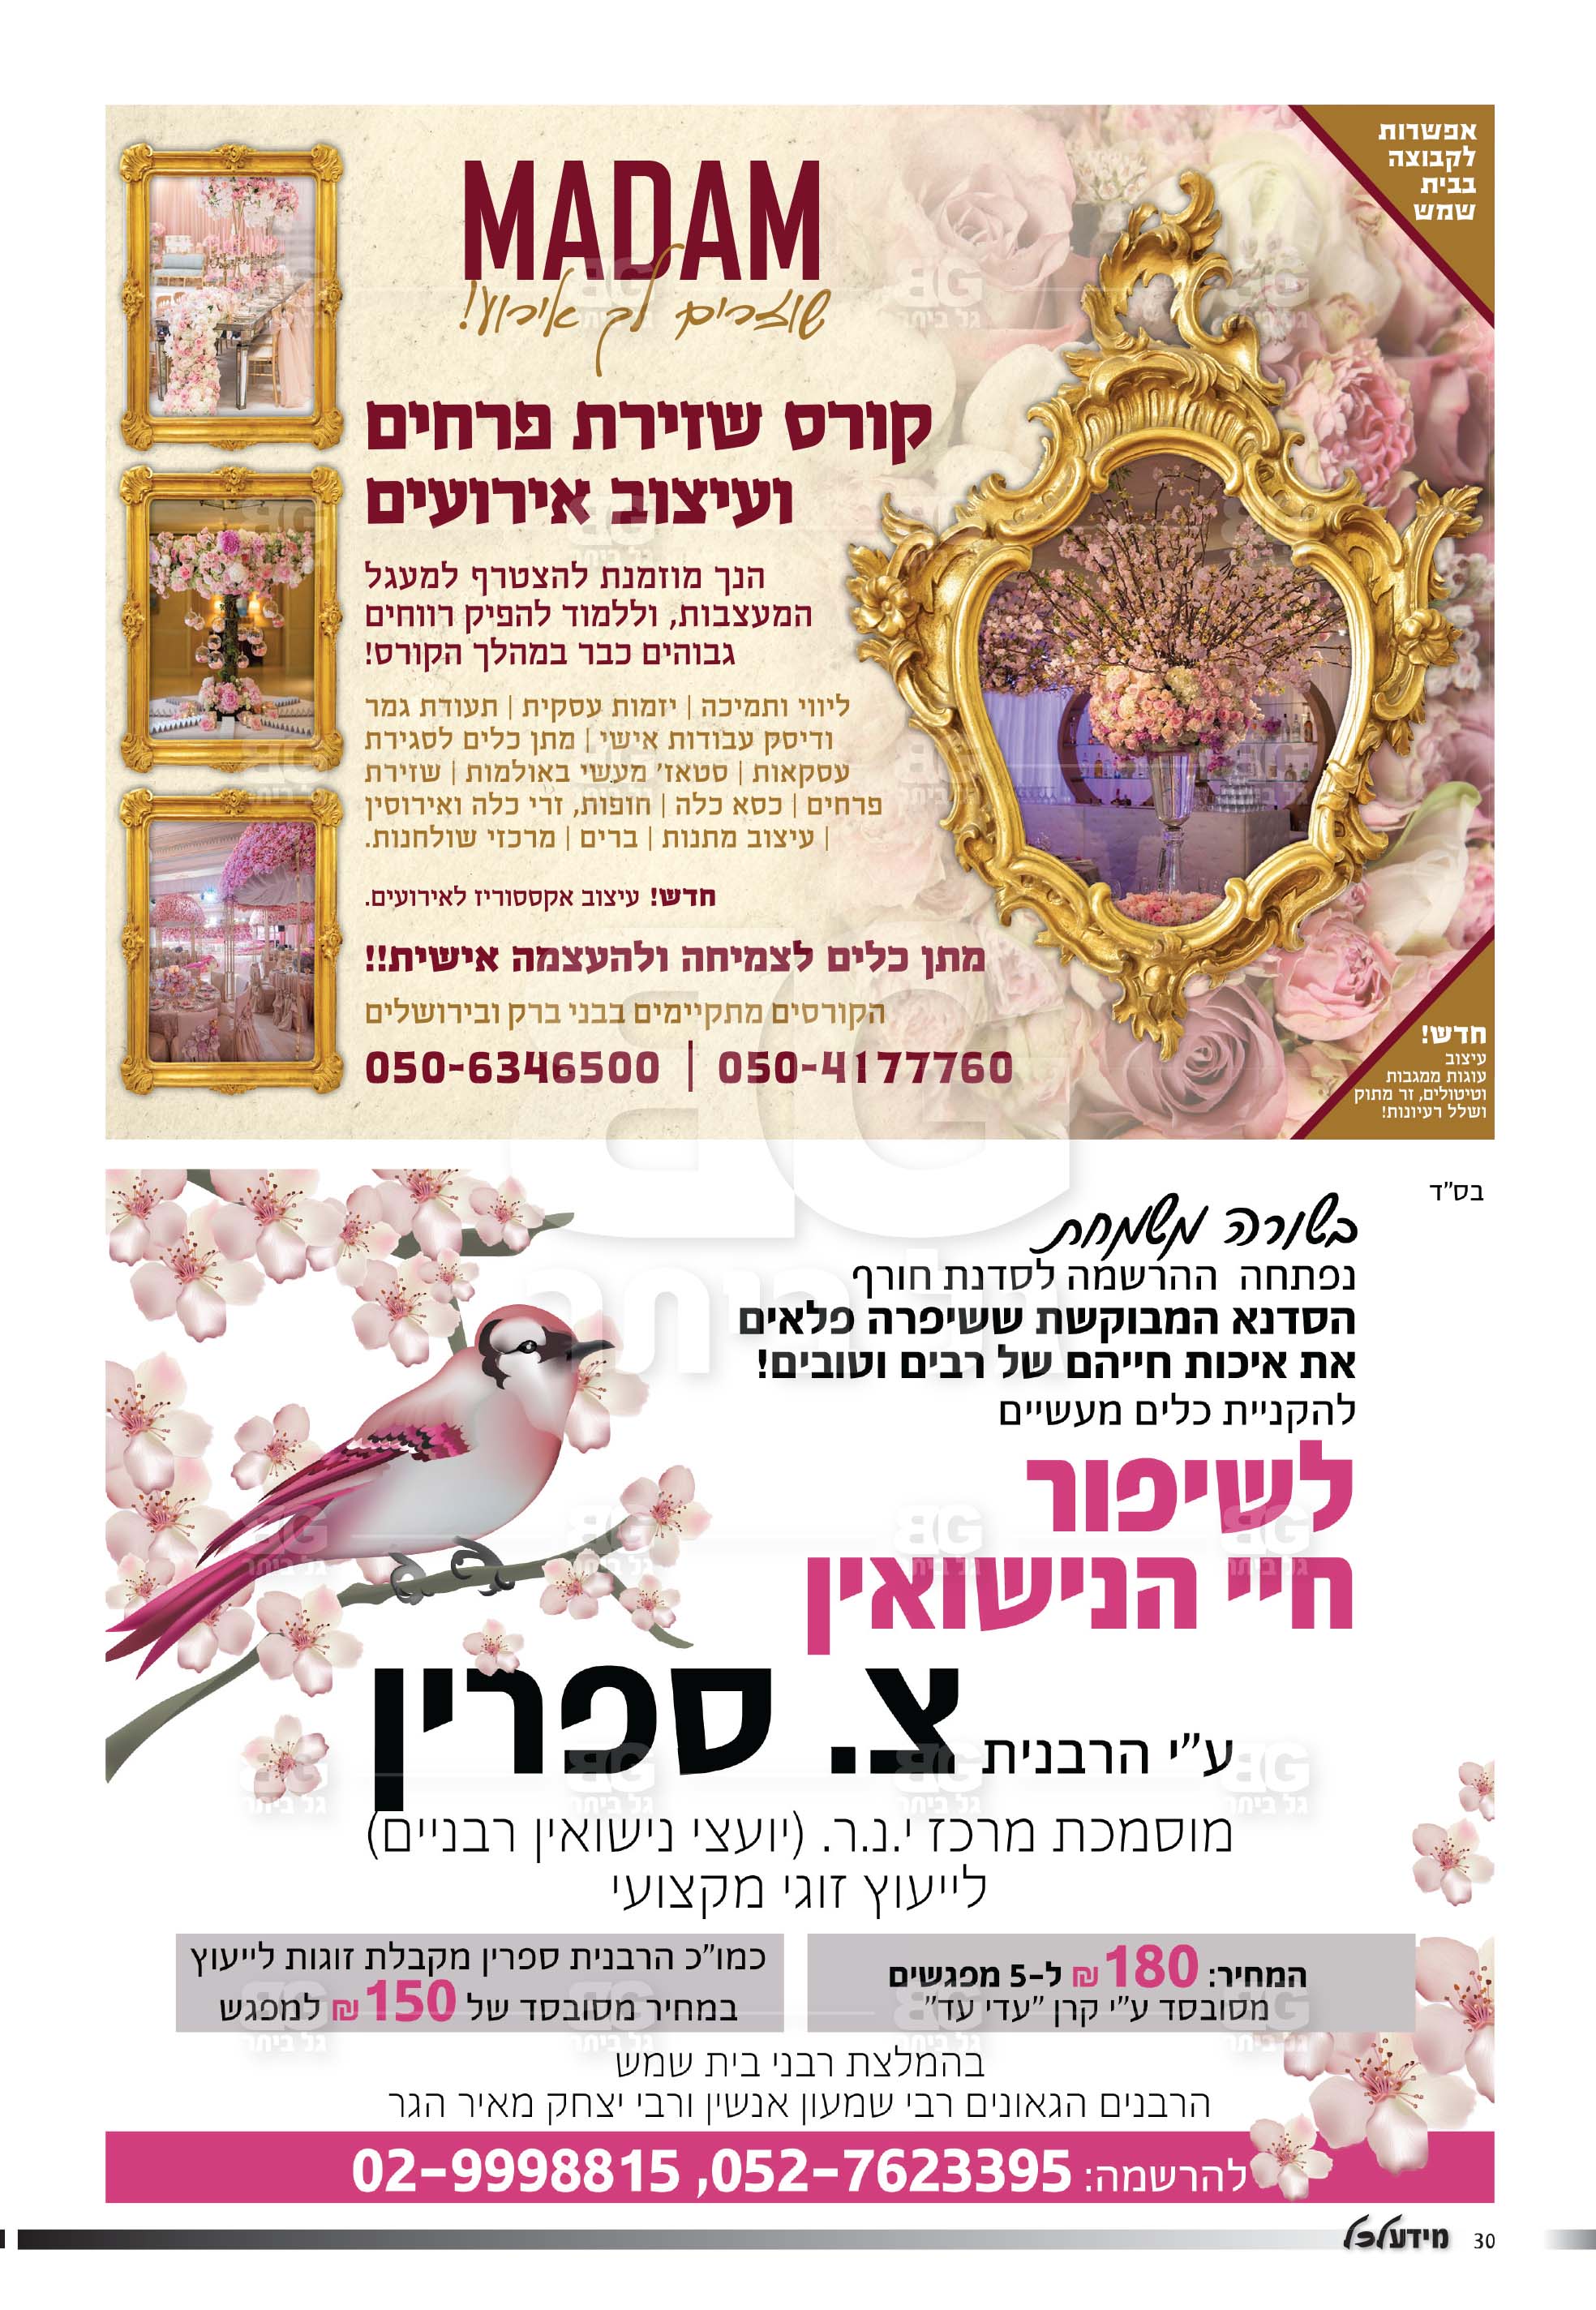 אפשרות
לקבוצה
בבית
שמש
MADAM
שוזרים לך אירוע!
קורס שזירת פרחים
ועיצוב אירועים
הנך מוזמנת להצטרף למעגל
המעצבות, וללמוד להפיק רווחים
גבוהים כבר במהלך הקורס!
ליווי ותמיכה | יזמות עסקית | תעודת גמר
ודיסק עבודות אישי | מתן כלים לסגירת
עסקאות | סטאז' מעשי באולמות | שזירת
פרחים | כסא כלה | חופות, זרי כלה ואירוסין
| עיצוב מתנות | ברים | מרכזי שולחנות.
חדש! עיצוב אקססוריז לאירועים.
מתן כלים לצמיחה ולהעצמה אישית!!
הקורסים מתקיימים בבני ברק ובירושלים
050-6346500 | 050-4177760
חדש!
עיצוב
עוגות ממגבות
וטיטולים, זר מתוק
ושלל רעיונות!
בס"ד
בשורה משמחת
נפתחה ההרשמה לסדנת חורף
הסדנא המבוקשת ששיפרה פלאים
את איכות חייהם של רבים וטובים!
להקניית כלים מעשיים
לשיפור
חיי הנישואין
ע"י הרבנית צ. ספרין
מוסמכת מרכז י.נ.ר. (יועצי נישואין רבניים)
לייעוץ זוגי מקצועי
המחיר: 180 ₪ ל-5 מפגשים
מסובסד ע"י קרן "עדי עד"
כמו"כ הרבנית ספרין מקבלת זוגות לייעוץ
במחיר מסובסד של 150 ₪ למפגש
בהמלצת רבני בית שמש
הרבנים הגאונים רבי שמעון אנשין ורבי יצחק מאיר הגר
להרשמה: 052-7623395, 02-9998815
30 מידע לכל
BG
גל ביתר